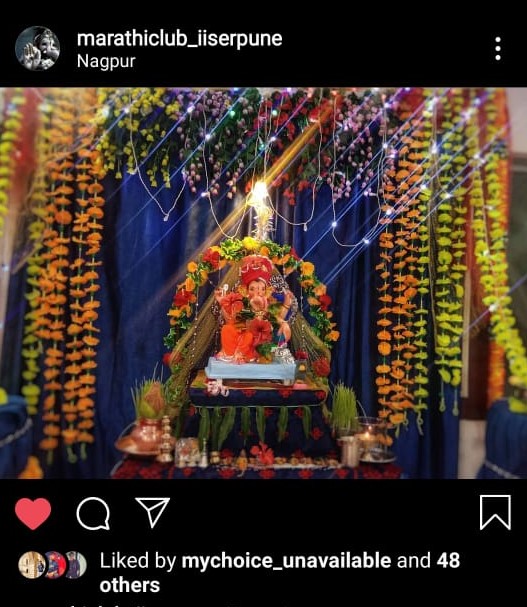 marathiclub_iiserpune
Nagpur
Liked by mychoice_unavailable and 48
others